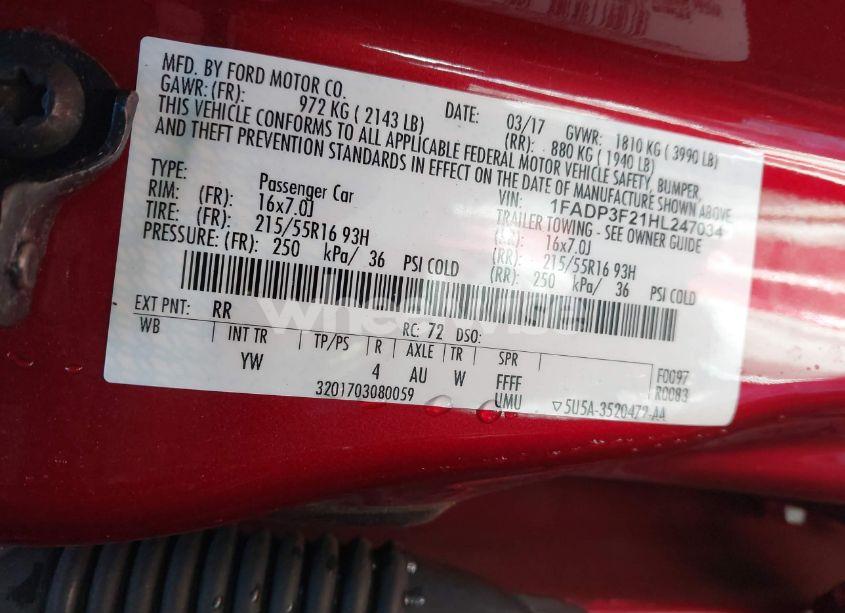 MFD. BY FORD MOTOR CO.
DATE: 03/17 GVWR: 1810 KG ( 3990 LB)
GAWR: (FR): 972 KG ( 2143 LB) (RR): 880 KG ( 1940 LB)
THIS VEHICLE CONFORMS TO ALL APPLICABLE FEDERAL MOTOR VEHICLE SAFETY, BUMPER,
AND THEFT PREVENTION STANDARDS IN EFFECT ON THE DATE OF MANUFACTURE SHOWN ABOVE
VIN: 1FADP3F21HL247034
TYPE: Passenger Car TRAILER TOWING - SEE OWNER GUIDE
RIM: (FR): 16x7.0J (RR): 16x7.0J
TIRE: (FR): 215/55R16 93H (RR): 215/55R16 93H
PRESSURE: (FR): 250 kPa/ 36 PSI COLD (RR): 250 kPa/ 36 PSI COLD
EXT PNT: RR RC: 72 DSO:
WB INT TR TP/PS R AXLE TR SPR
YW 4 AU W FFFF F0097
3201703080059 UMU R0083
5U5A-3520472-AA